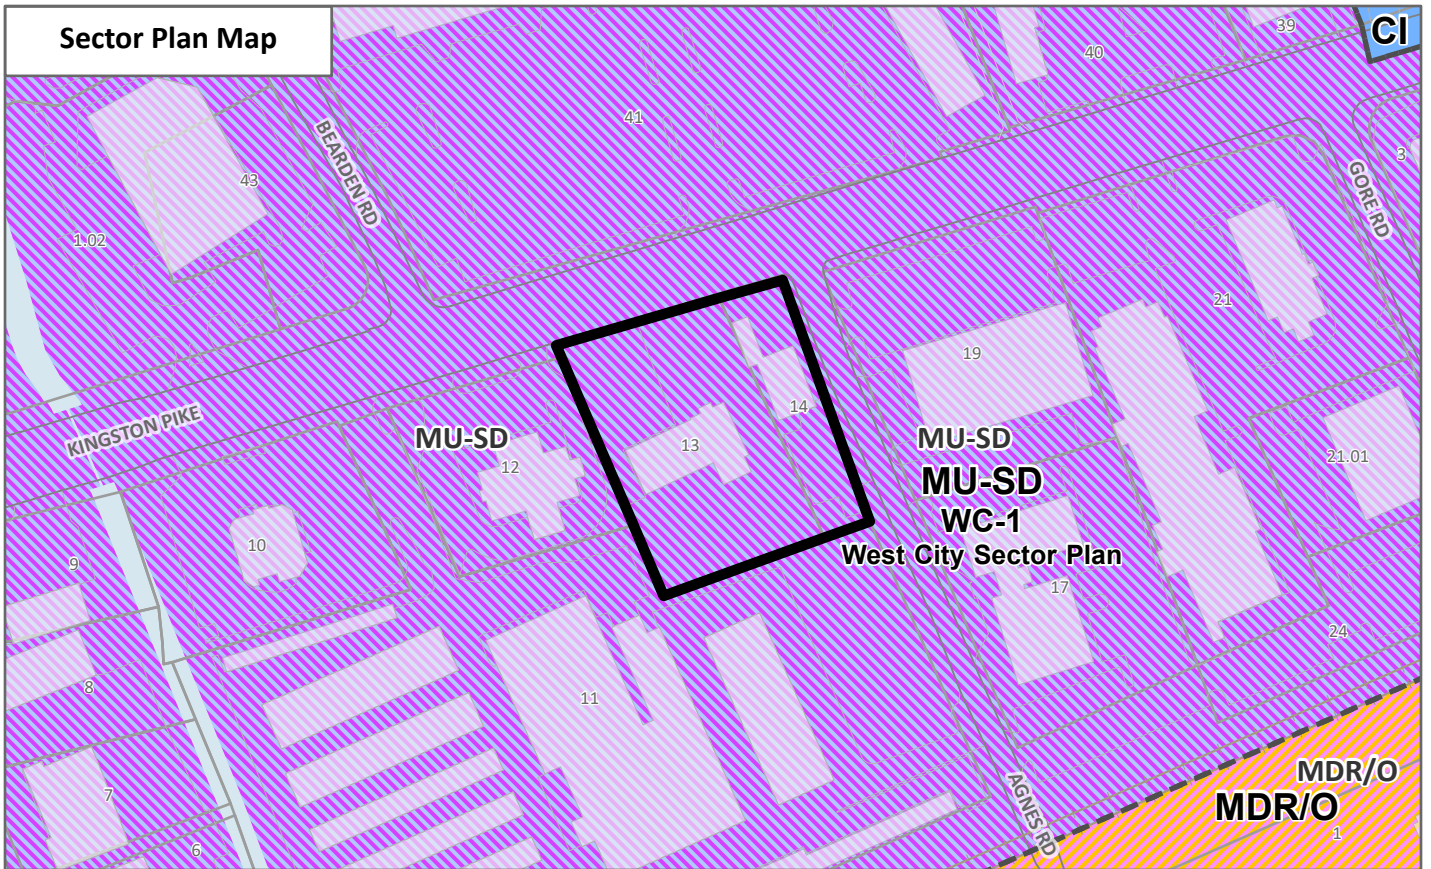 Sector Plan Map
CI
39
40
41
BEARDEN RD
3
43
GORE RD
1.02
21
19
14
KINGSTON PIKE
MU-SD
12
13
MU-SD
21.01
MU-SD
WC-1
10
West City Sector Plan
9
17
24
8
11
MDR/O
7
MDR/O
AGNES RD
1
6